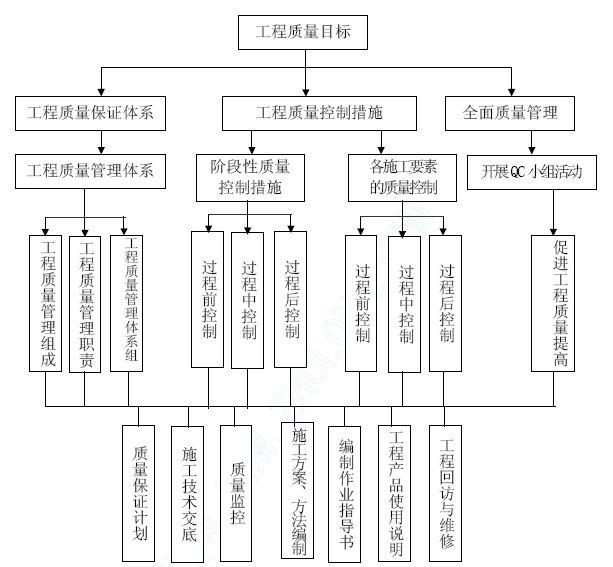 工程质量目标
工程质量保证体系
工程质量控制措施
全面质量管理
工程质量管理体系
阶段性质量
控制措施
各施工要素
的质量控制
开展QC小组活动
工程质量管理组成
工程质量管理职责
工程质量管理体系组
过程前控制
过程中控制
过程后控制
过程前控制
过程中控制
过程后控制
促进工程质量提高
质量保证计划
施工技术交底
质量监控
施工方案、方法编制
编制作业指导书
工程产品使用说明
工程回访与维修